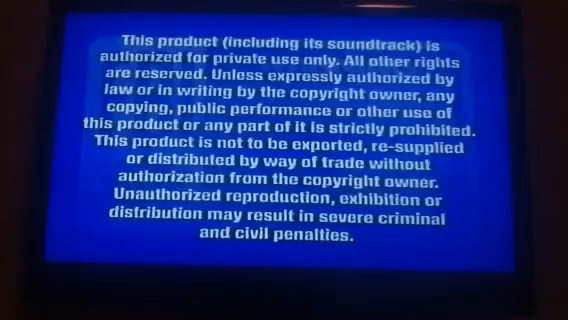 This product (including its soundtrack) is
authorized for private use only. All other rights
are reserved. Unless expressly authorized by
law or in writing by the copyright owner, any
copying, public performance or other use of
this product or any part of it is strictly prohibited.
This product is not to be exported, re-supplied
or distributed by way of trade without
authorization from the copyright owner.
Unauthorized reproduction, exhibition or
distribution may result in severe criminal
and civil penalties.